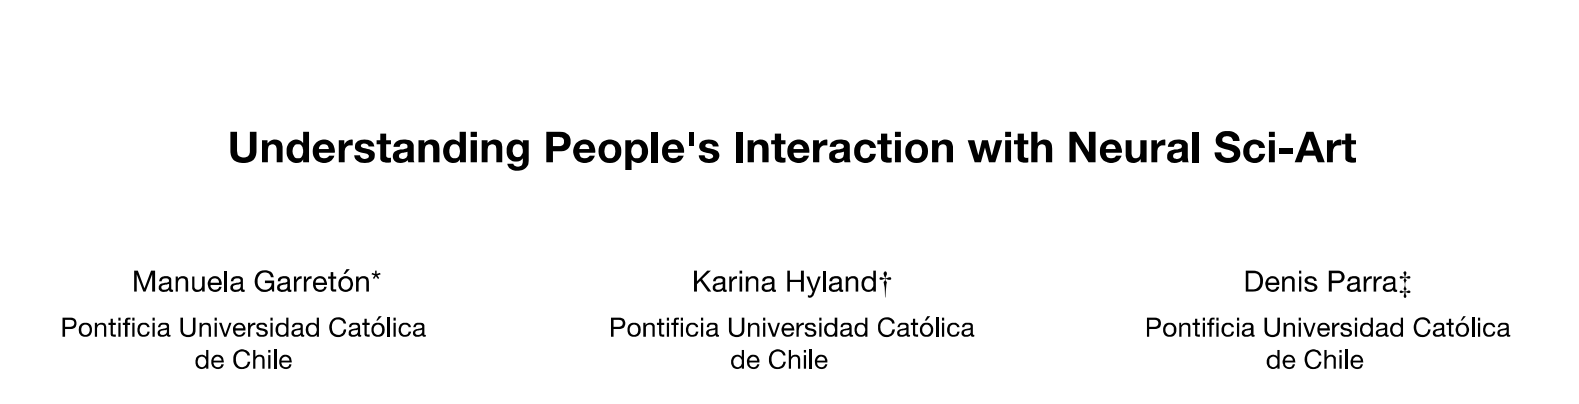 Understanding People's Interaction with Neural Sci-Art
Manuela Garretón*
Pontificia Universidad Católica
de Chile
Karina Hyland†
Pontificia Universidad Católica
de Chile
Denis Parra‡
Pontificia Universidad Católica
de Chile